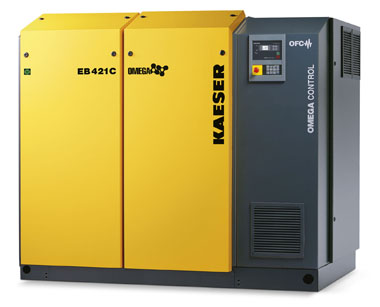 EB 421C
OMEGA
KAESER
OFC
OMEGA CONTROL